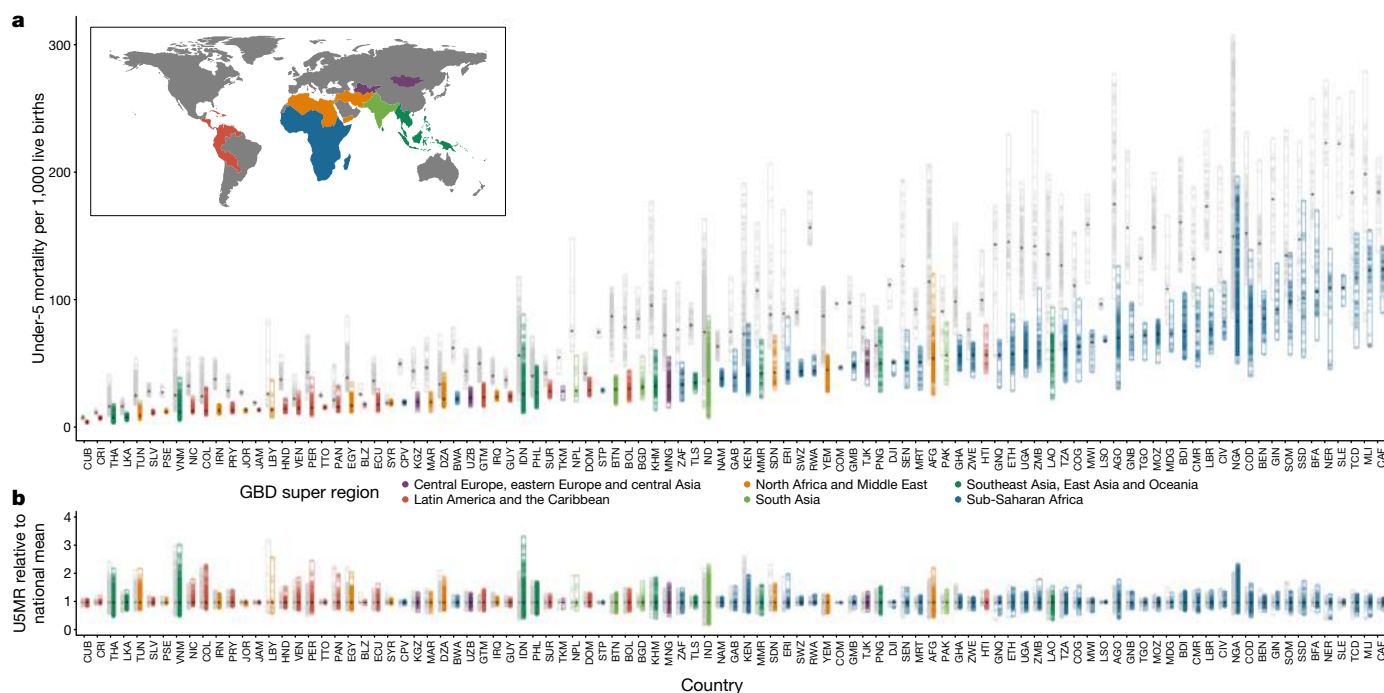 a
Under-5 mortality per 1,000 live births
300
200
100
0
CUB CRI THA LKA TUN SLV PSE VNM NIC COL IRN PRY JOR JAM LBY HND VEN PER TTO PAN EGY BLZ ECU SYR CPV KGZ MAR DZA BWA UZB GTM IRQ GUY IDN PHL SUR TKM NPL DOM STP BTN BOL BGD KHM MNG ZAF TLS IND NAM GAB KEN MMR SDN ERI SWZ RWA YEM COM GMB TJK PNG DJI SEN MRT AFG PAK GHA ZWE HTI GNQ ETH UGA ZMB LAO TZA COG MWI LSO AGO GNB TGO MOZ MDG BDI CMR LBR CIV NGA COD BEN GIN SOM SSD BFA NER SLE TCD MLI CAF
GBD super region
Central Europe, eastern Europe and central Asia
North Africa and Middle East
Southeast Asia, East Asia and Oceania
Latin America and the Caribbean
South Asia
Sub-Saharan Africa
b
U5MR relative to
national mean
4
3
2
1
0
CUB CRI THA LKA TUN SLV PSE VNM NIC COL IRN PRY JOR JAM LBY HND VEN PER TTO PAN EGY BLZ ECU SYR CPV KGZ MAR DZA BWA UZB GTM IRQ GUY IDN PHL SUR TKM NPL DOM STP BTN BOL BGD KHM MNG ZAF TLS IND NAM GAB KEN MMR SDN ERI SWZ RWA YEM COM GMB TJK PNG DJI SEN MRT AFG PAK GHA ZWE HTI GNQ ETH UGA ZMB LAO TZA COG MWI LSO AGO GNB TGO MOZ MDG BDI CMR LBR CIV NGA COD BEN GIN SOM SSD BFA NER SLE TCD MLI CAF
Country